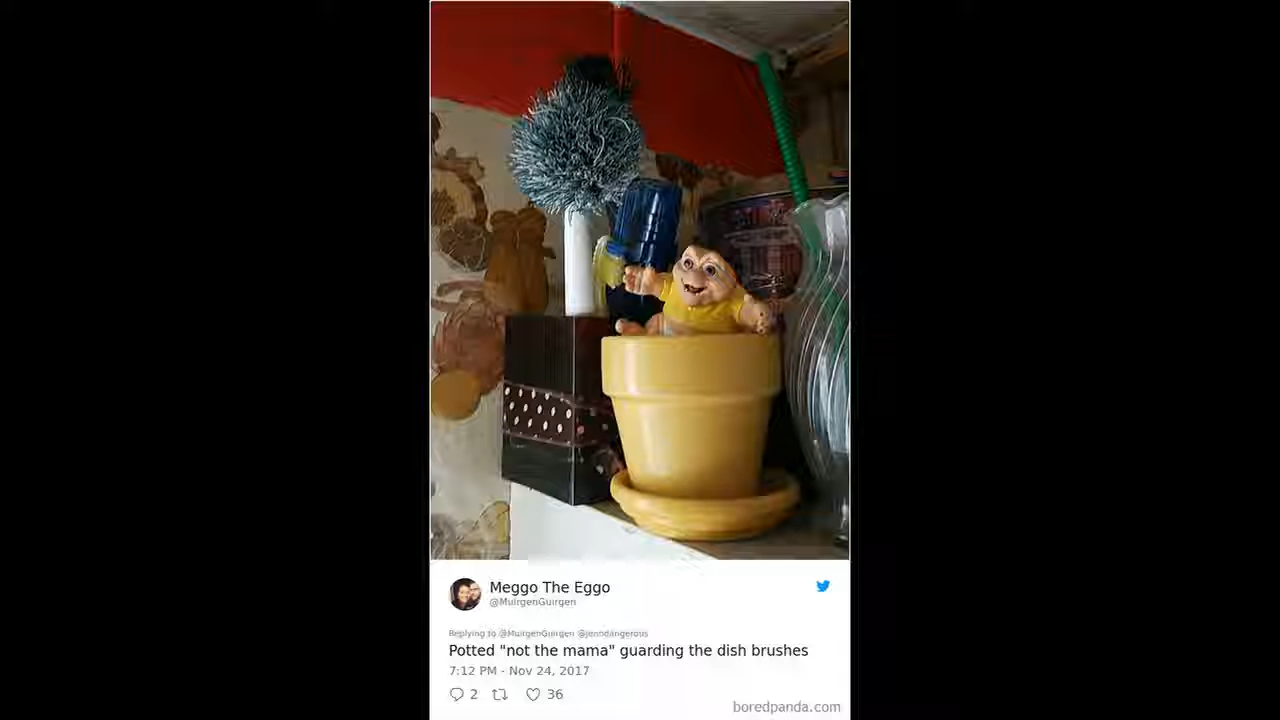 Meggo The Eggo
@MuirgenGuirgen
Replying to @MuirgenGuirgen @jenndangerous
Potted "not the mama" guarding the dish brushes
7:12 PM - Nov 24, 2017
2 36
boredpanda.com